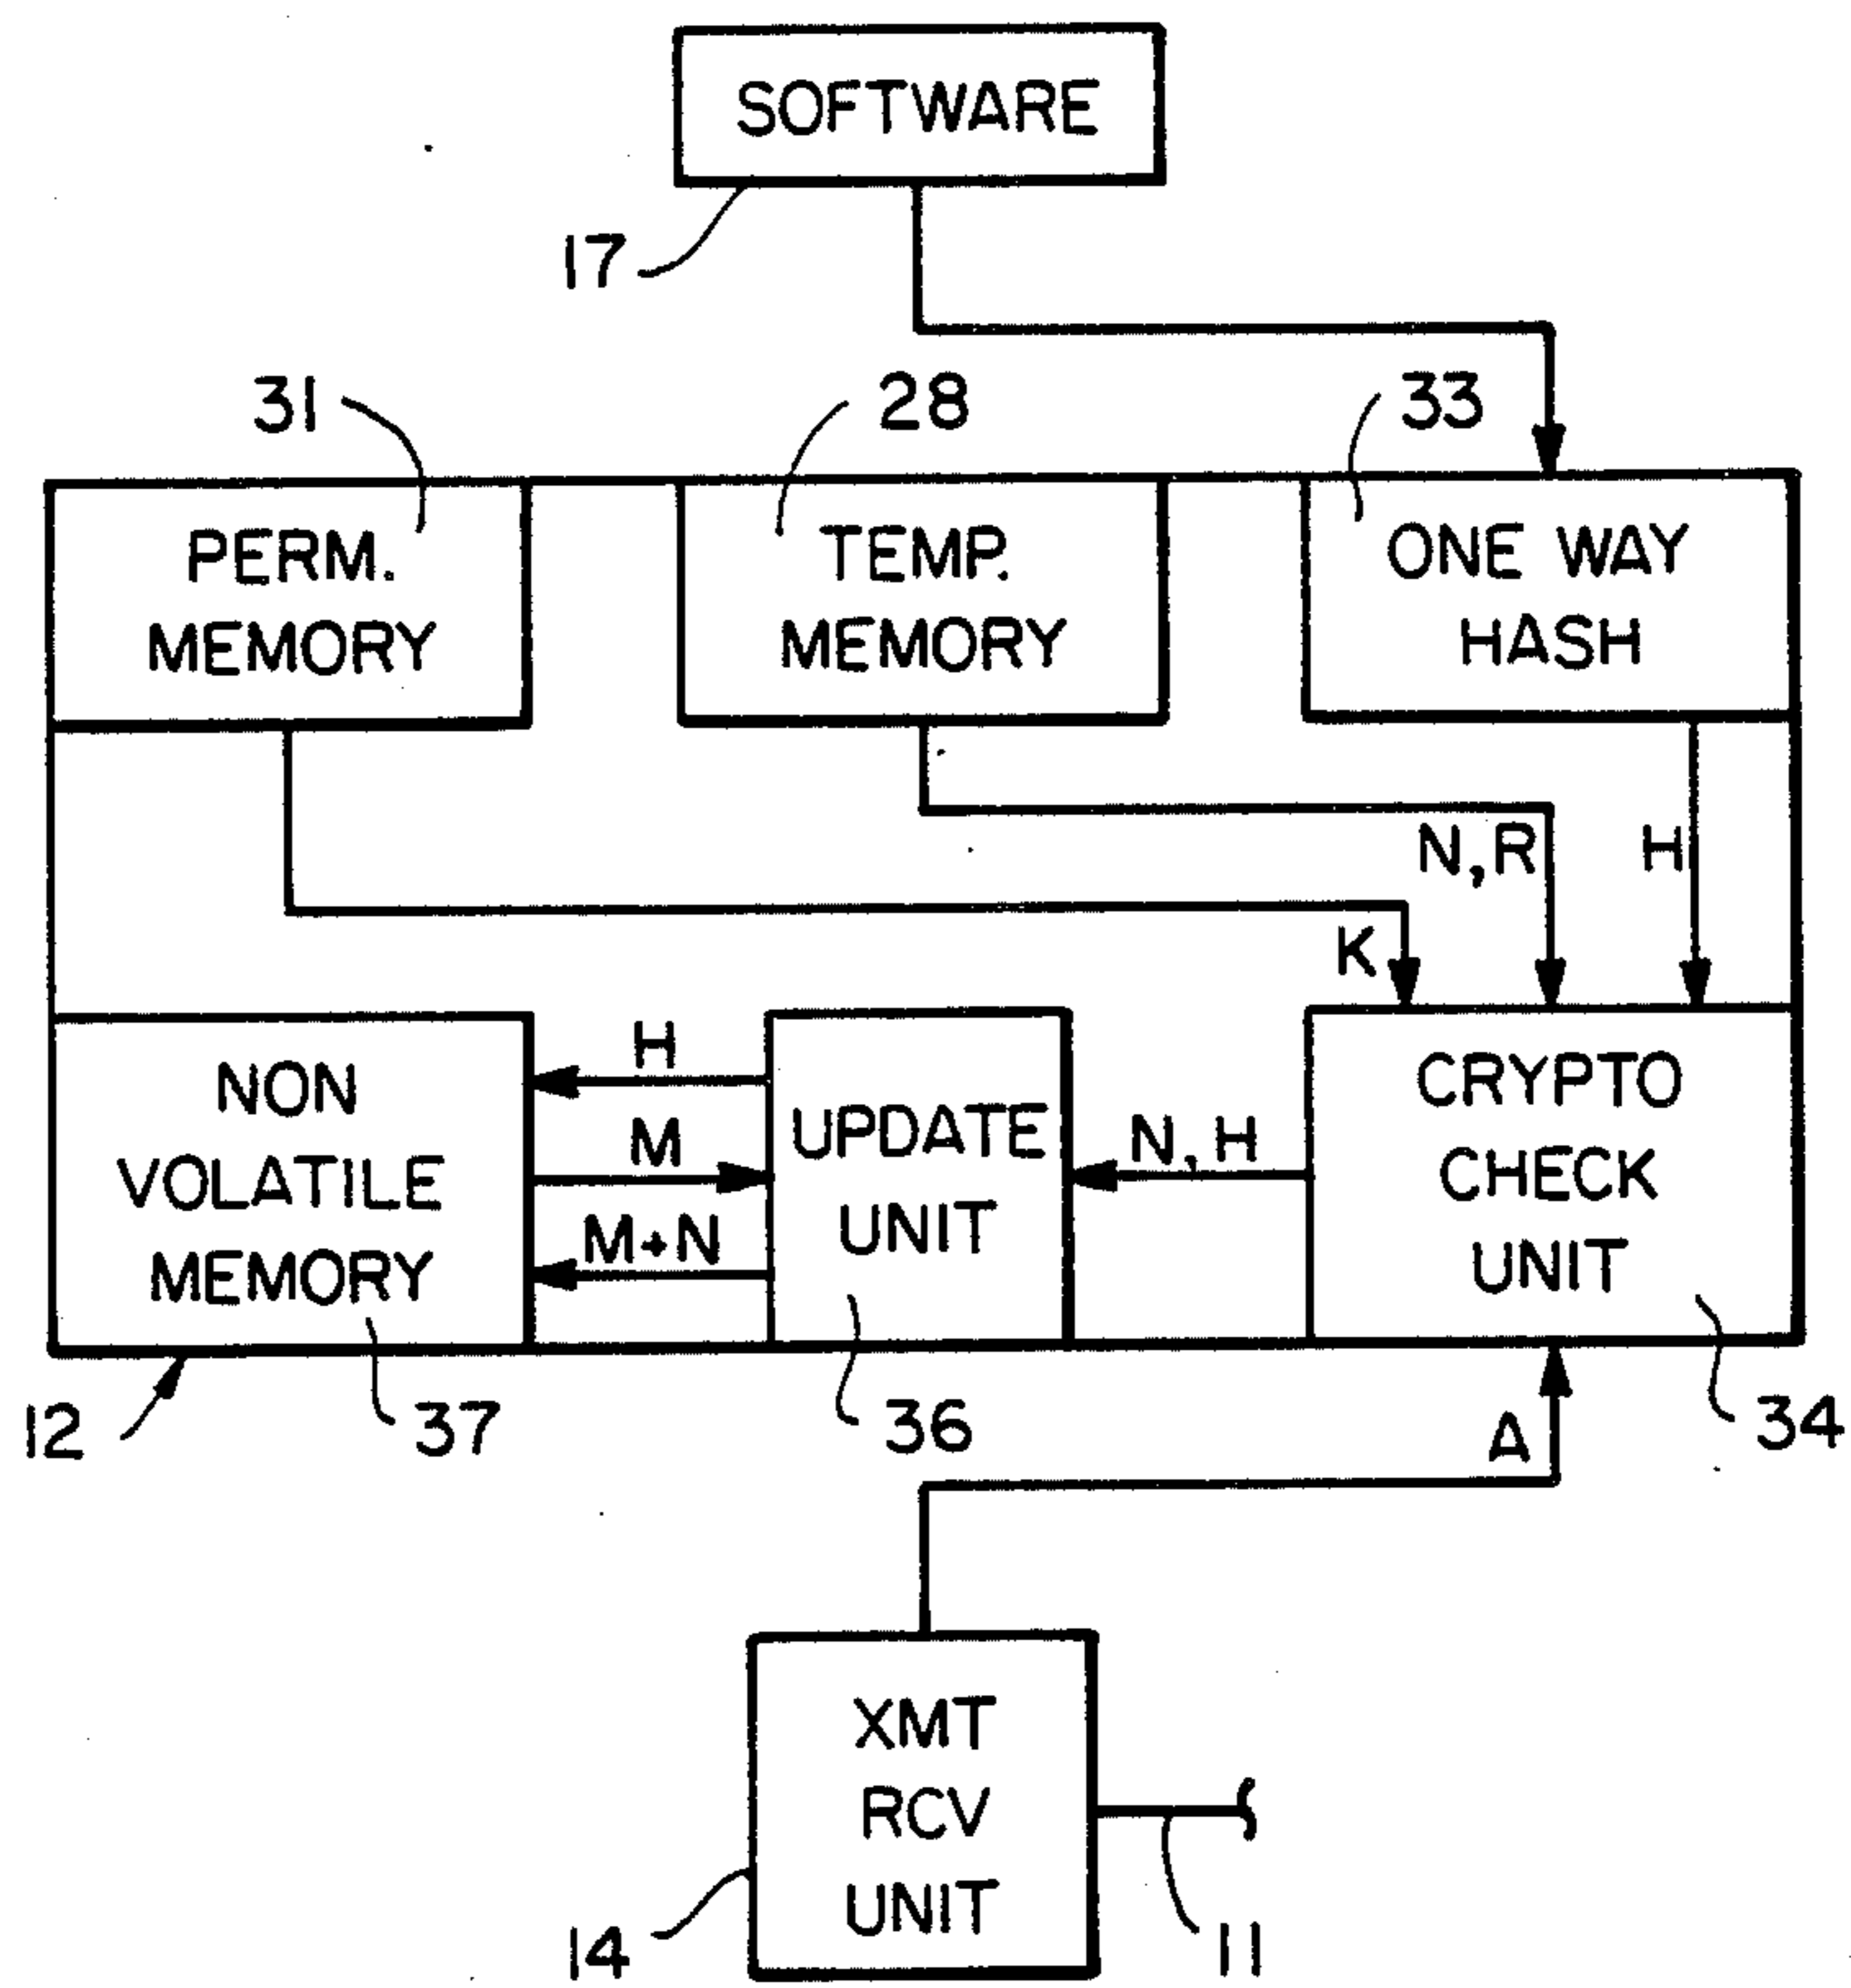 SOFTWARE
17
31
28
33
PERM.
MEMORY
TEMP.
MEMORY
ONE WAY
HASH
N,R
H
K
NON
VOLATILE
MEMORY
H
M
M+N
UPDATE
UNIT
N,H
CRYPTO
CHECK
UNIT
12
37
36
A
34
XMT
RCV
UNIT
14
11